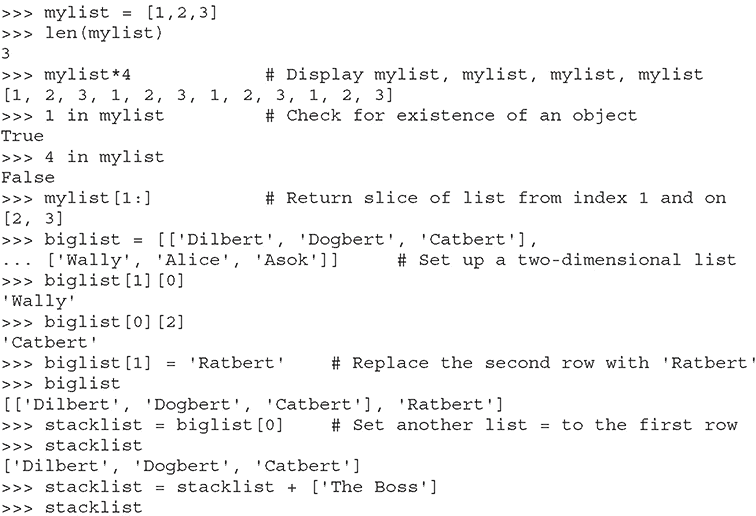 >>> mylist = [1,2,3]
>>> len(mylist)
3
>>> mylist*4             # Display mylist, mylist, mylist, mylist
[1, 2, 3, 1, 2, 3, 1, 2, 3, 1, 2, 3]
>>> 1 in mylist          # Check for existence of an object
True
>>> 4 in mylist
False
>>> mylist[1:]           # Return slice of list from index 1 and on
[2, 3]
>>> biglist = [['Dilbert', 'Dogbert', 'Catbert'],
... ['Wally', 'Alice', 'Asok']]     # Set up a two-dimensional list
>>> biglist[1][0]
'Wally'
>>> biglist[0][2]
'Catbert'
>>> biglist[1] = 'Ratbert'    # Replace the second row with 'Ratbert'
>>> biglist
[['Dilbert', 'Dogbert', 'Catbert'], 'Ratbert']
>>> stacklist = biglist[0]    # Set another list = to the first row
>>> stacklist
['Dilbert', 'Dogbert', 'Catbert']
>>> stacklist = stacklist + ['The Boss']
>>> stacklist